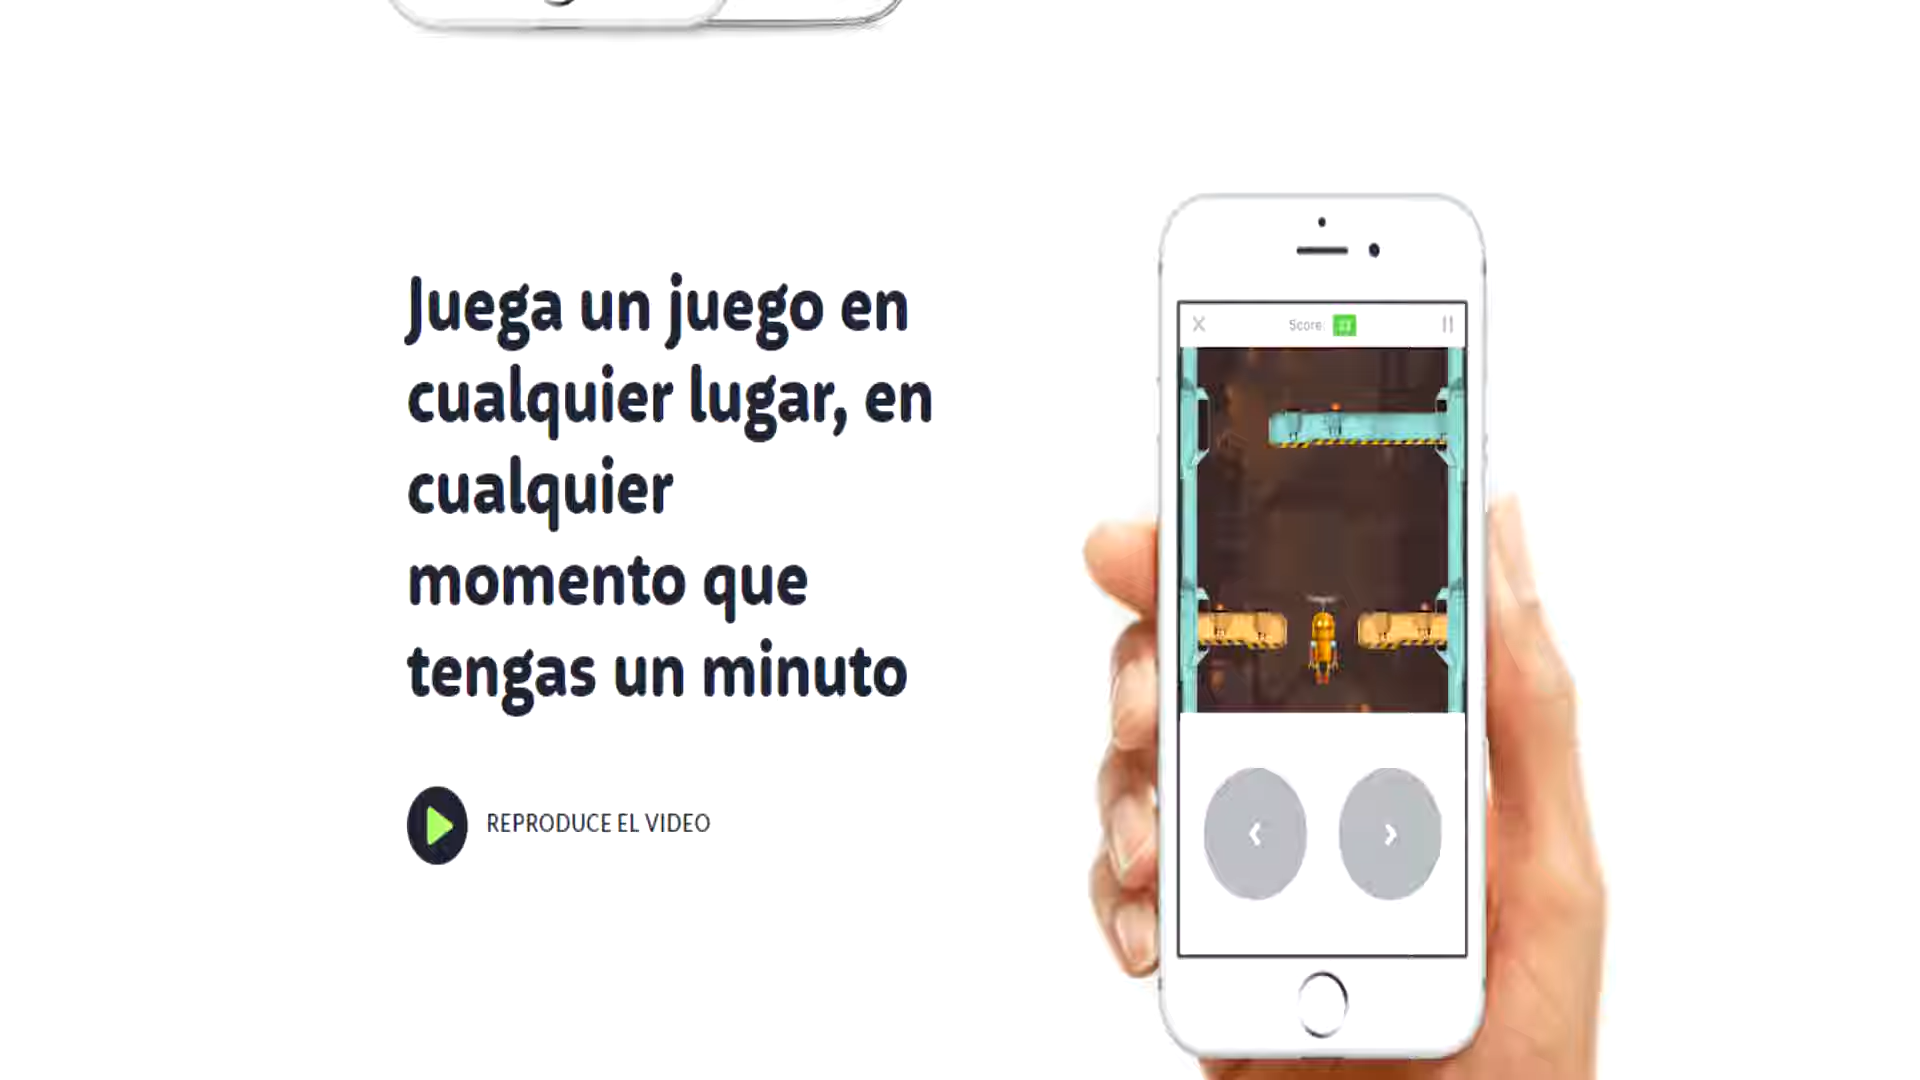 Juega un juego en
cualquier lugar, en
cualquier
momento que
tengas un minuto
REPRODUCE EL VIDEO
Score: